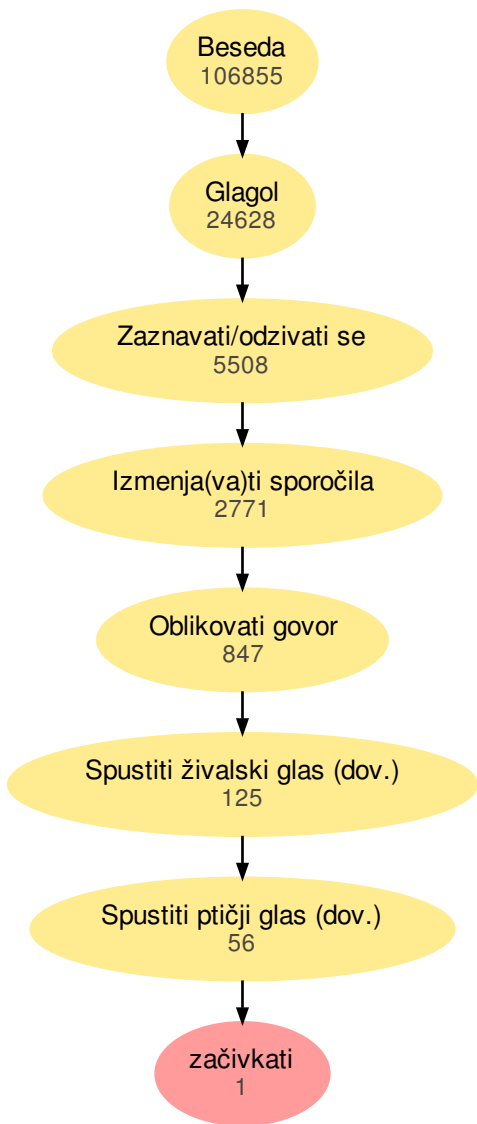 Beseda
106855
Glagol
24628
Zaznavati/odzivati se
5508
Izmenja(va)ti sporočila
2771
Oblikovati govor
847
Spustiti živalski glas (dov.)
125
Spustiti ptičji glas (dov.)
56
začivkati
1